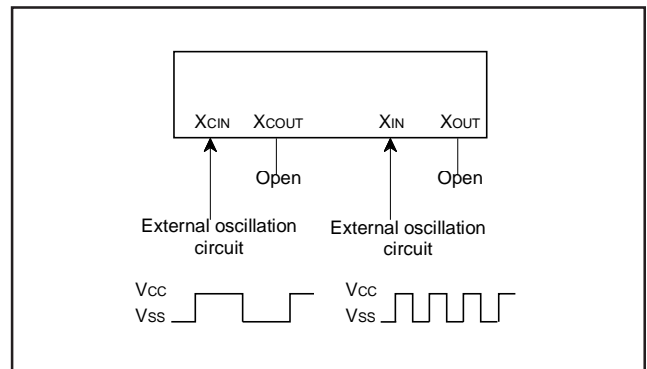 XCIN XCOUT XIN XOUT
Open Open
External oscillation External oscillation
circuit circuit
VCC VCC
VSS VSS